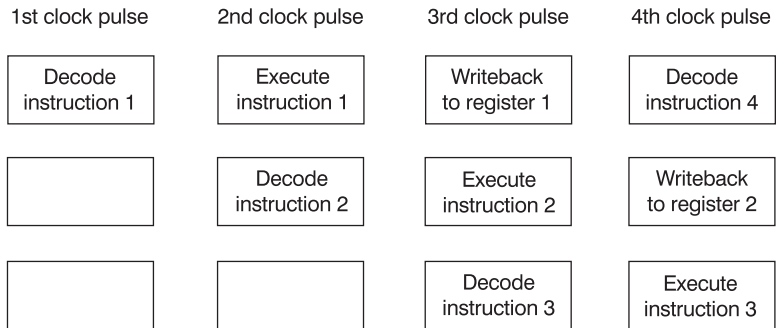 1st clock pulse 2nd clock pulse 3rd clock pulse 4th clock pulse
Decode Execute Writeback Decode
instruction 1 instruction 1 to register 1 instruction 4
Decode Execute Writeback
instruction 2 instruction 2 to register 2
Decode Execute
instruction 3 instruction 3